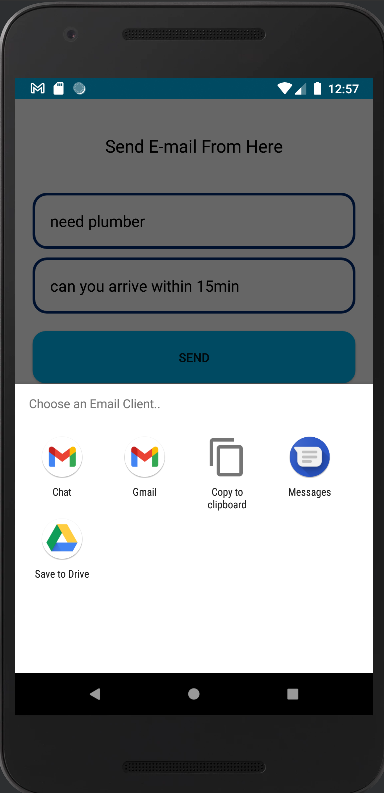 12:57
Send E-mail From Here
need plumber
can you arrive within 15min
SEND
Choose an Email Client..
Chat
Gmail
Copy to
clipboard
Messages
Save to Drive